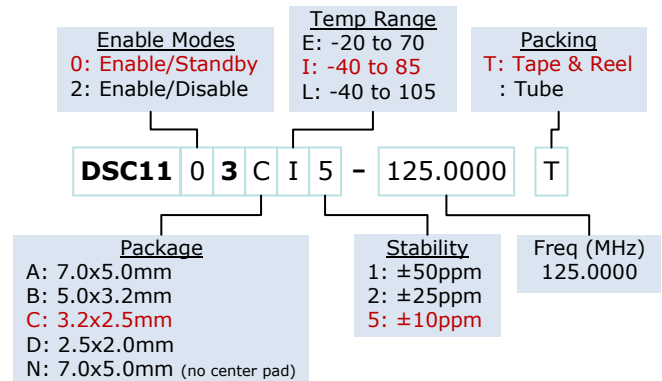 Enable Modes
0: Enable/Standby
2: Enable/Disable
Temp Range
E: -20 to 70
I: -40 to 85
L: -40 to 105
Packing
T: Tape & Reel
: Tube
DSC11 0 3 C I 5 – 125.0000 T
Package
A: 7.0x5.0mm
B: 5.0x3.2mm
C: 3.2x2.5mm
D: 2.5x2.0mm
N: 7.0x5.0mm (no center pad)
Stability
1: ±50ppm
2: ±25ppm
5: ±10ppm
Freq (MHz)
125.0000